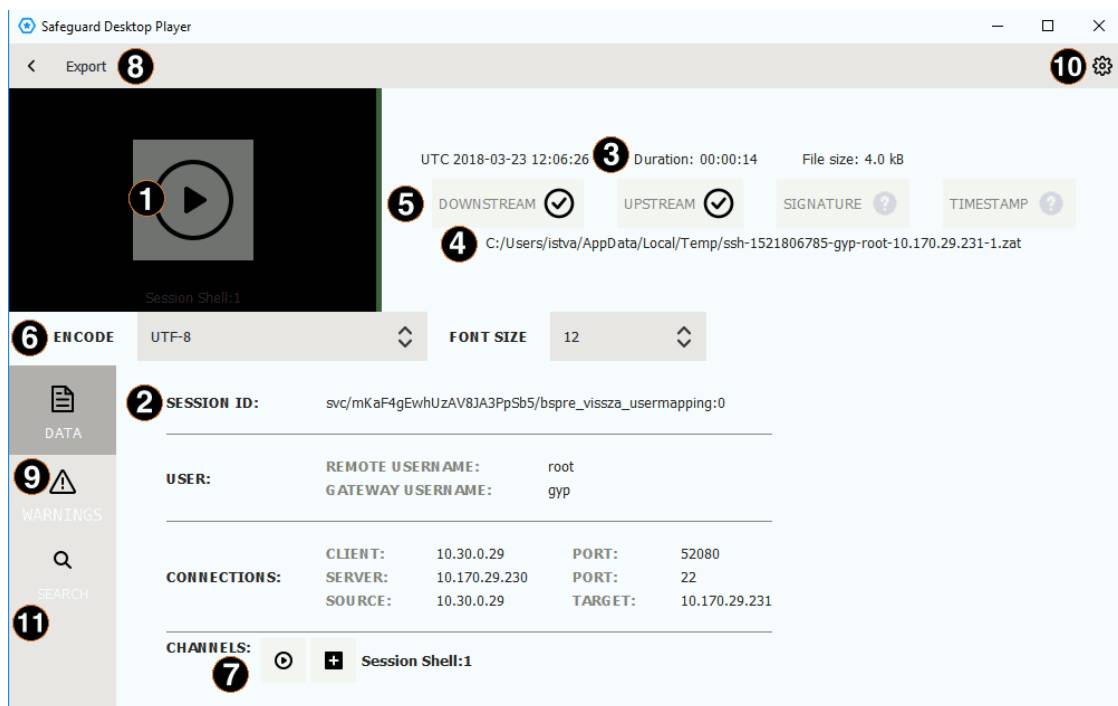 Safeguard Desktop Player
Export 8 10
UTC 2018-03-23 12:06:26 3 Duration: 00:00:14 File size: 4.0 kB
1
5 DOWNSTREAM UPSTREAM SIGNATURE ? TIMESTAMP ?
4 C:/Users/istva/AppData/Local/Temp/ssh-1521806785-gyp-root-10.170.29.231-1.zat
Session Shell:1
6 ENCODE UTF-8 FONT SIZE 12
DATA
9
WARNINGS
SEARCH
11
2 SESSION ID: svc/mKaF4gEwhUzAV8JA3PpSb5/bspre_vissza_usermapping:0
USER: REMOTE USERNAME: root
GATEWAY USERNAME: gyp
CLIENT: 10.30.0.29 PORT: 52080
CONNECTIONS: SERVER: 10.170.29.230 PORT: 22
SOURCE: 10.30.0.29 TARGET: 10.170.29.231
CHANNELS: 7 Session Shell:1